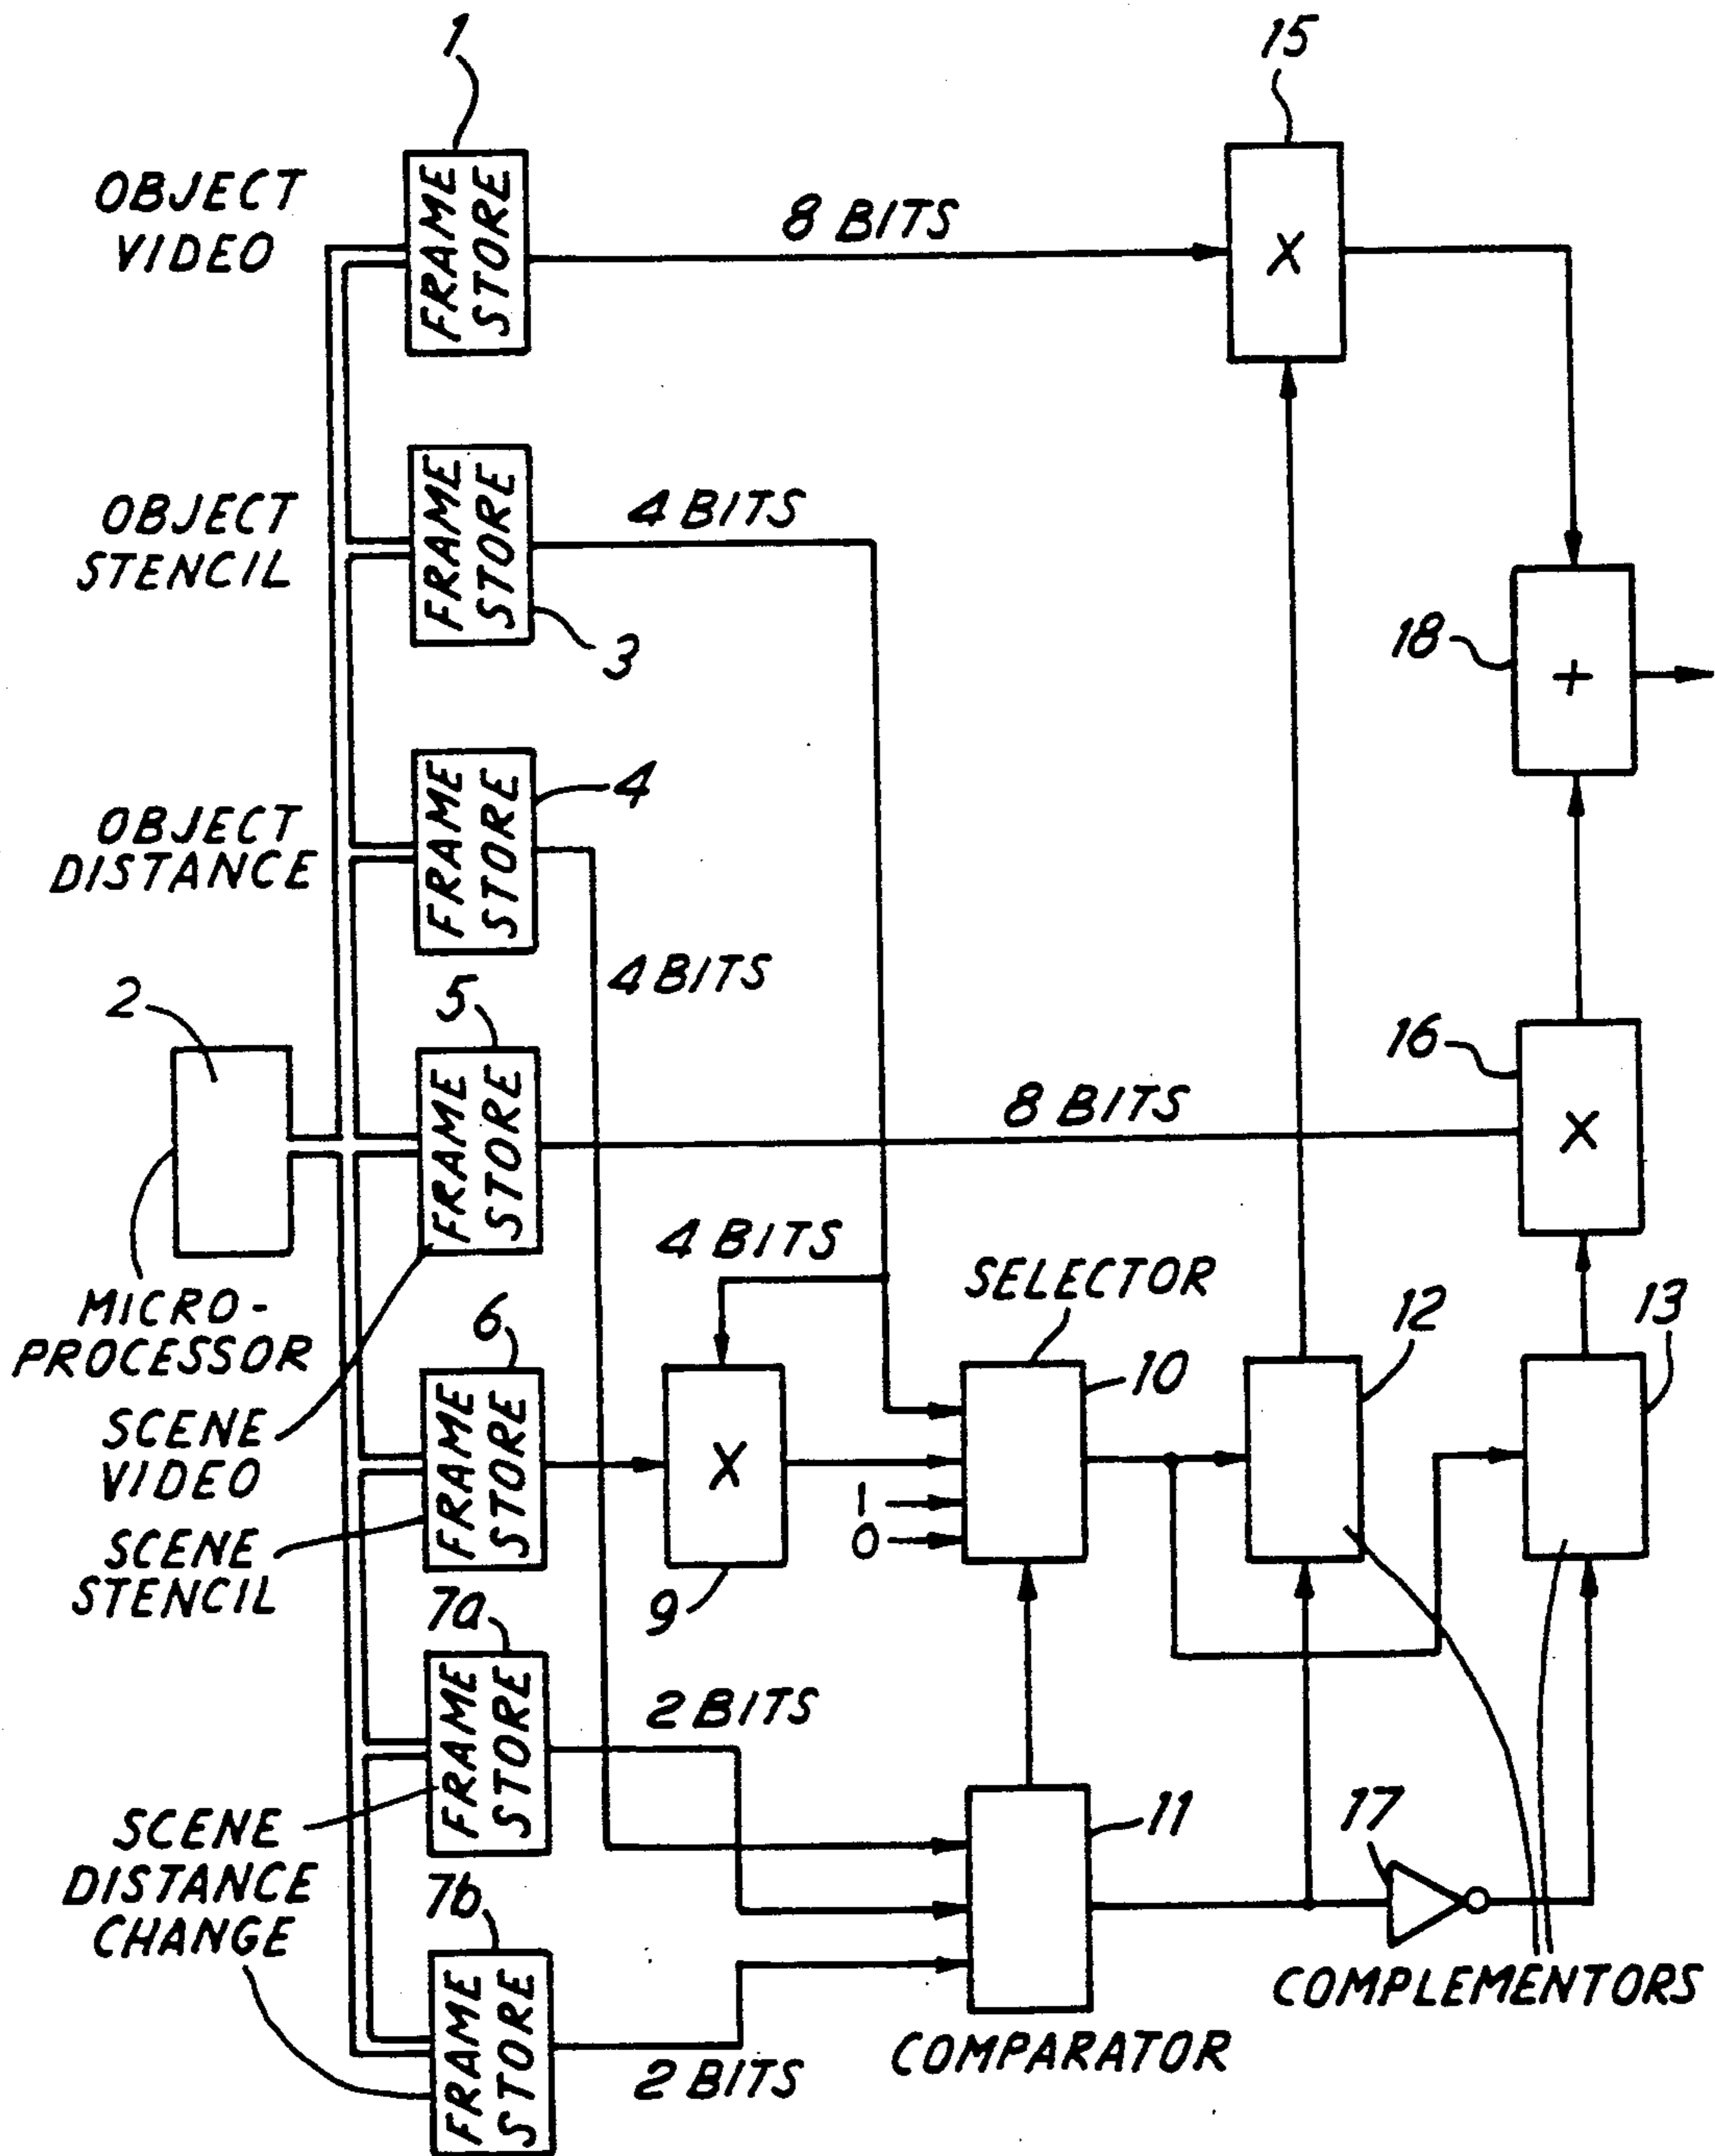 1
15
OBJECT
VIDEO
FRAME
STORE
8 BITS
X
OBJECT
STENCIL
FRAME
STORE
4 BITS
3
18
+
OBJECT
DISTANCE
FRAME
STORE
4
4 BITS
2
5
FRAME
STORE
8 BITS
16
X
MICRO-
PROCESSOR
4 BITS
SELECTOR
6
12
13
10
SCENE
VIDEO
FRAME
STORE
X
1
0
SCENE
STENCIL
9
7a
FRAME
STORE
2 BITS
11
17
SCENE
DISTANCE
CHANGE
7b
FRAME
STORE
2 BITS
COMPARATOR
COMPLEMENTORS